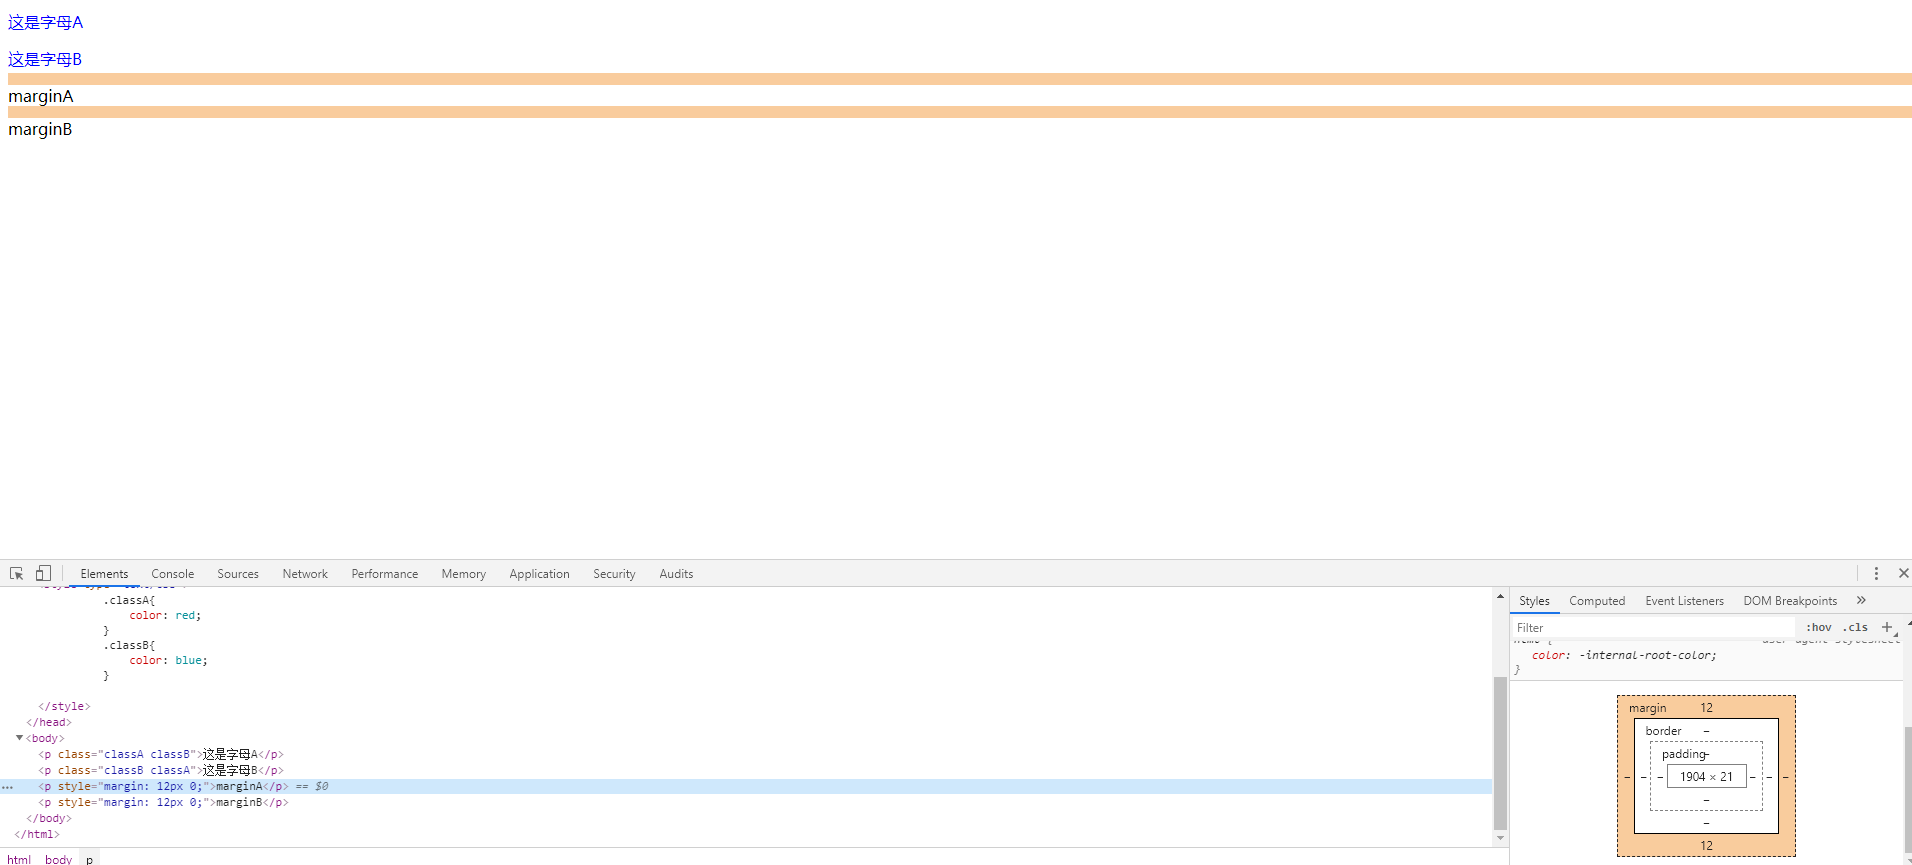 这是字母A
这是字母B
marginA
marginB
Elements Console Sources Network Performance Memory Application Security Audits
.classA{
color: red;
}
.classB{
color: blue;
}
</style>
</head>
<body>
<p class="classA classB">这是字母A</p>
<p class="classB classA">这是字母B</p>
<p style="margin: 12px 0;">marginA</p> == $0
<p style="margin: 12px 0;">marginB</p>
</body>
</html>
html body p
Styles Computed Event Listeners DOM Breakpoints »
Filter :hov .cls +
color: -internal-root-color;
}
margin 12
border –
padding –
– – – 1904 × 21 – – –
–
–
12